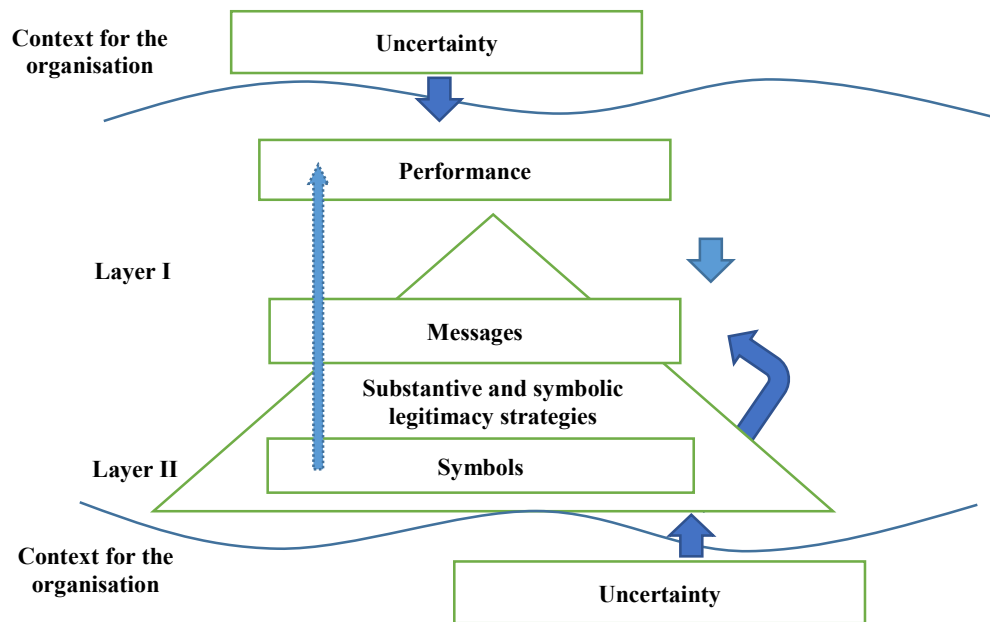 Context for the
organisation
Uncertainty
Performance
Layer I
Messages
Substantive and symbolic
legitimacy strategies
Layer II
Symbols
Context for the
organisation
Uncertainty